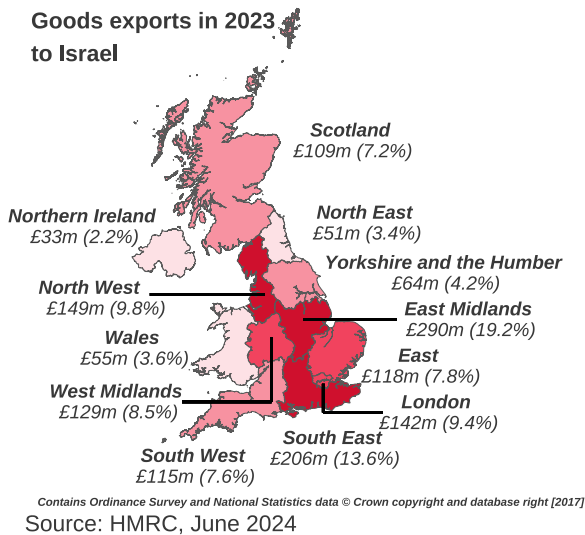 Goods exports in 2023
to Israel
Scotland
£109m (7.2%)
Northern Ireland
£33m (2.2%)
North East
£51m (3.4%)
Yorkshire and the Humber
£64m (4.2%)
North West
£149m (9.8%)
East Midlands
£290m (19.2%)
Wales
£55m (3.6%)
East
£118m (7.8%)
West Midlands
£129m (8.5%)
London
£142m (9.4%)
South East
£206m (13.6%)
South West
£115m (7.6%)
Contains Ordinance Survey and National Statistics data © Crown copyright and database right [2017]
Source: HMRC, June 2024